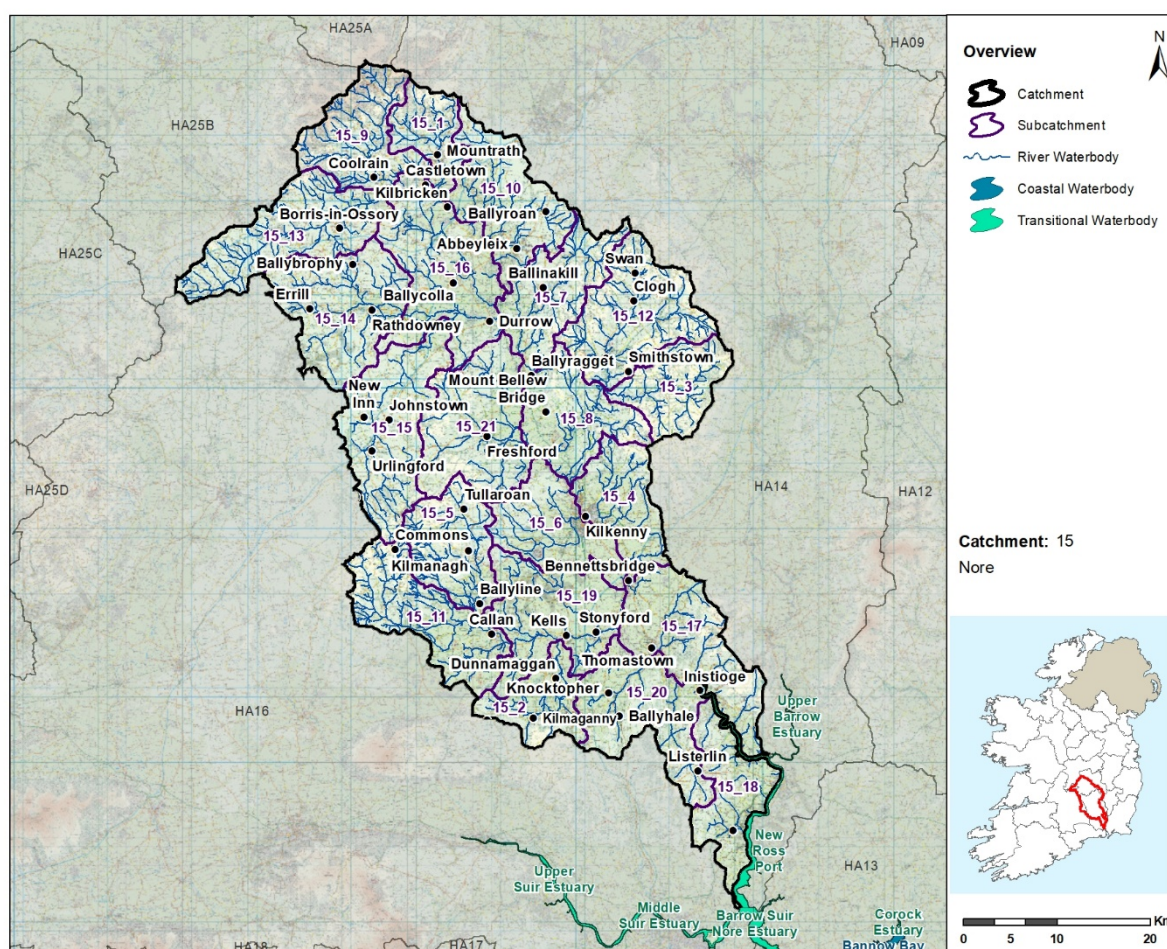 HA25A
HA09
HA25B
15_9
15_1
Mountrath
Coolrain
Castletown
15_10
Kilbricken
Ballyroan
Borris-in-Ossory
15_13
Abbeyleix
HA25C
Ballybrophy
15_16
Ballinakill
Swan
Errill
Ballycolla
15_7
Clogh
15_14
15_12
Rathdowney
Durrow
Ballyragget
Smithstown
New
Inn
Mount Bellew
Bridge
15_3
Johnstown
15_15
15_21
15_8
Freshford
Urlingford
HA25D
HA14
HA12
Tullaroan
15_4
15_5
15_6
Kilkenny
Commons
Kilmanagh
Bennettsbridge
Ballyline
15_19
15_11
Callan
Kells
Stonyford
15_17
Dunnamaggan
Thomastown
Inistioge
Knocktopher
15_20
HA16
15_2
Kilmaganny
Ballyhale
Upper
Barrow
Estuary
Listerlin
15_18
New
Ross
Port
HA13
Upper
Suir Estuary
Middle
Suir Estuary
Barrow Suir
Nore Estuary
Corock
Estuary
Bannow Bay
HA18
HA17
Overview
N
Catchment
Subcatchment
River Waterbody
Coastal Waterbody
Transitional Waterbody
Catchment: 15
Nore
0 5 10 20